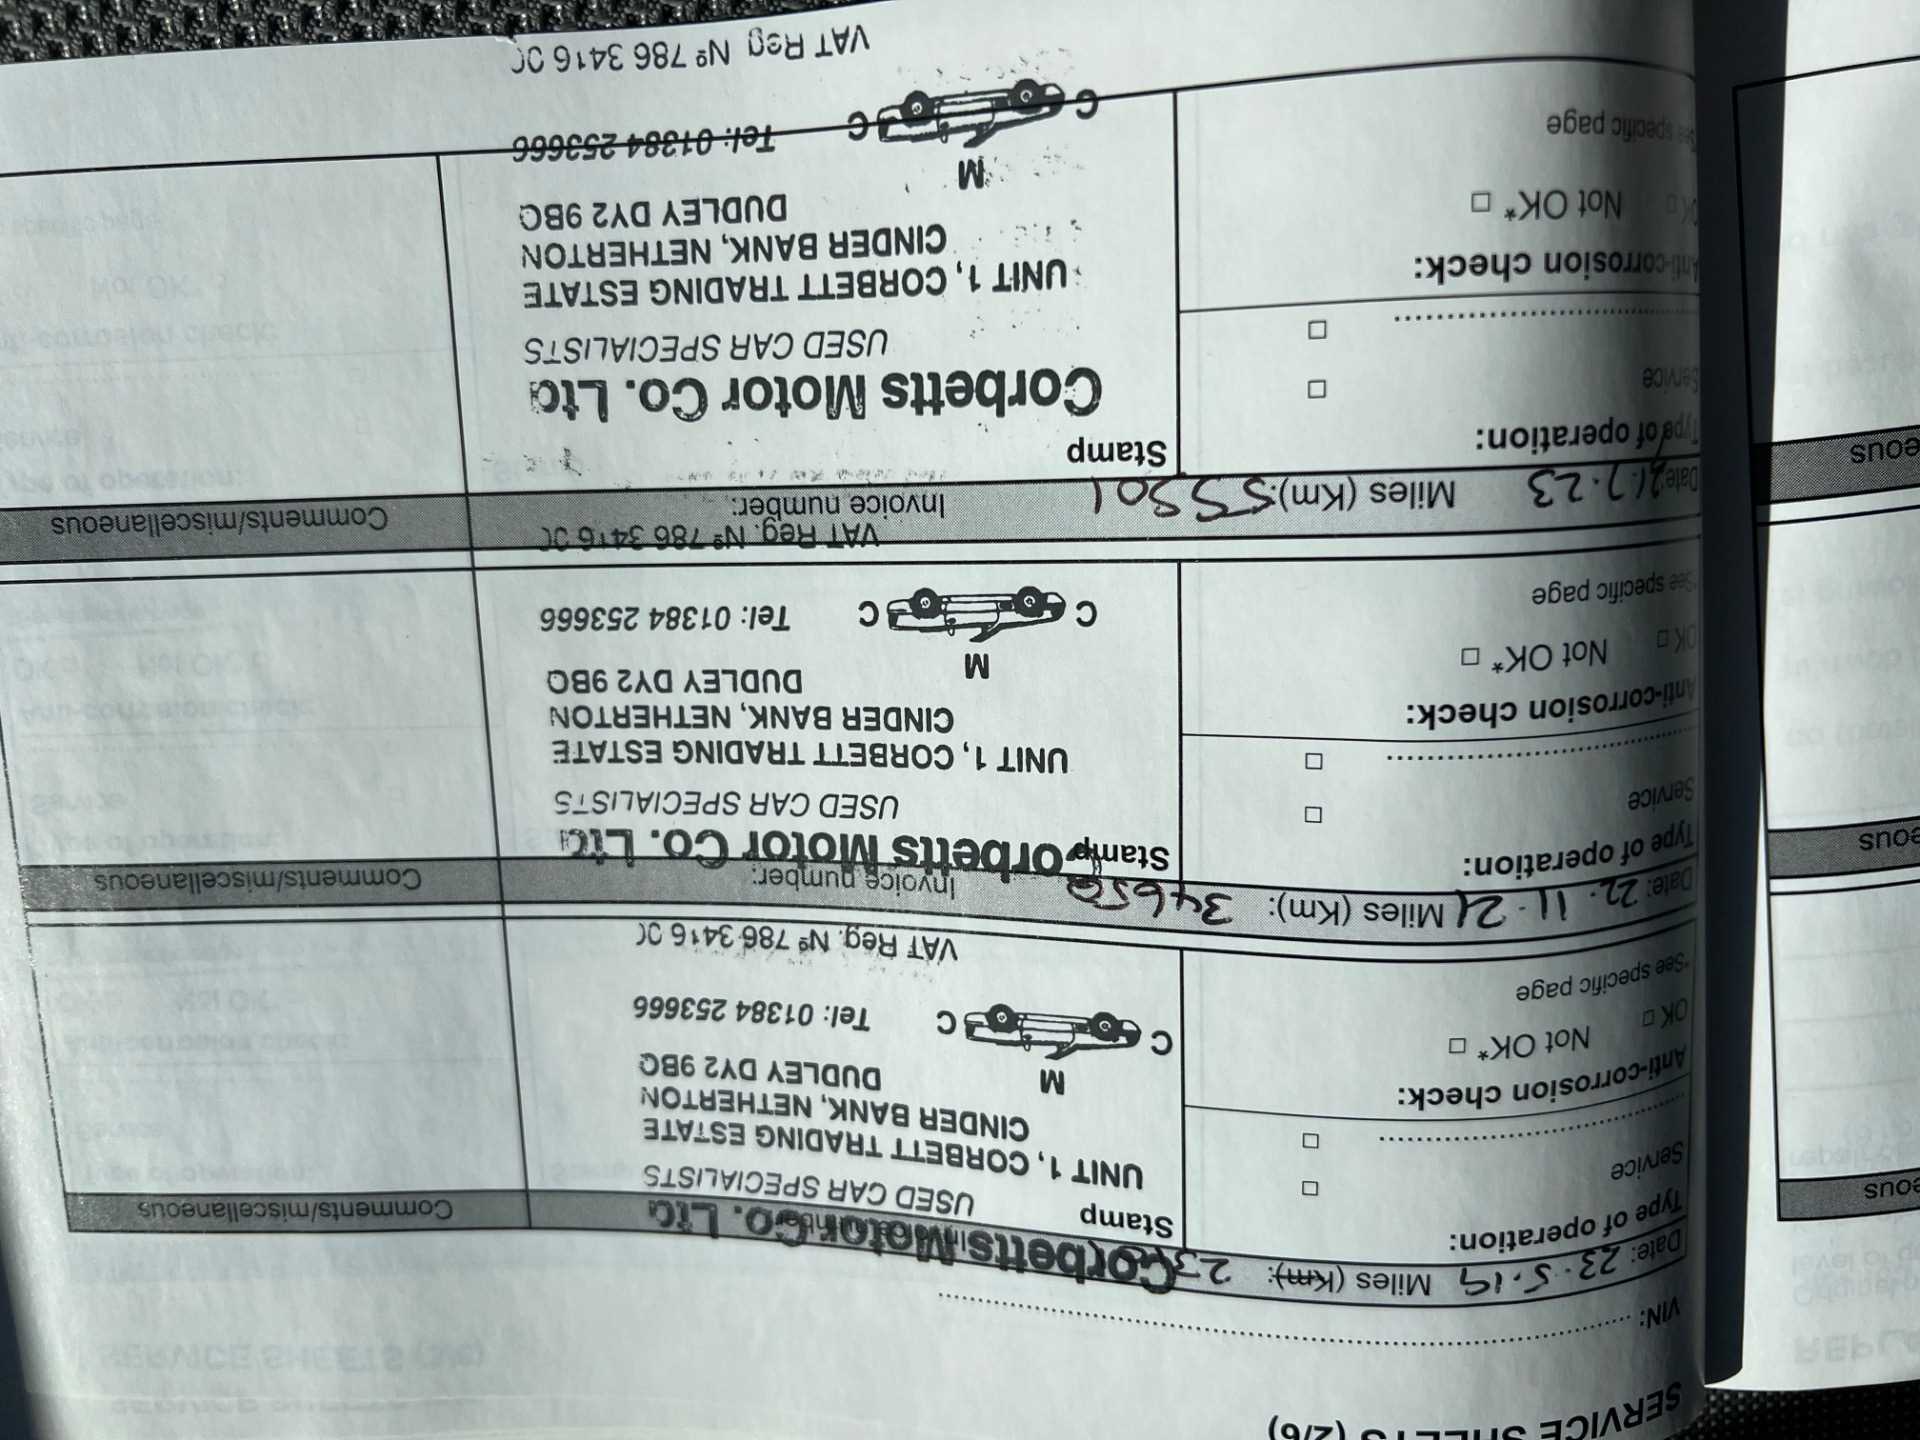 SERVICE SHEETS (2/6)
VIN:
Date: 23.5.19 Miles (Km):
Corbetts Motor Co. Ltd
Comments/miscellaneous
Type of operation:
Stamp
Service
USED CAR SPECIALISTS
UNIT 1, CORBETT TRADING ESTATE
CINDER BANK, NETHERTON
DUDLEY DY2 9BQ
Anti-corrosion check:
OK □ Not OK* □
*See specific page
C M C
Tel: 01384 253666
VAT Reg. Nº 786 3416
Date: 22.11.21 Miles (Km): 34650
Invoice number:
Comments/miscellaneous
Type of operation:
Stamp
Corbetts Motor Co. Ltd
Service
USED CAR SPECIALISTS
UNIT 1, CORBETT TRADING ESTATE
CINDER BANK, NETHERTON
DUDLEY DY2 9BQ
Anti-corrosion check:
OK □ Not OK* □
*See specific page
M
C C Tel: 01384 253666
VAT Reg. Nº 786 3416
Date: 21.7.23 Miles (Km):
Invoice number:
Comments/miscellaneous
Type of operation:
Stamp
Corbetts Motor Co. Ltd
Service
USED CAR SPECIALISTS
UNIT 1, CORBETT TRADING ESTATE
CINDER BANK, NETHERTON
DUDLEY DY2 9BQ
Anti-corrosion check:
OK □ Not OK* □
*See specific page
M
C C Tel: 01384 253666
VAT Reg Nº 786 3416